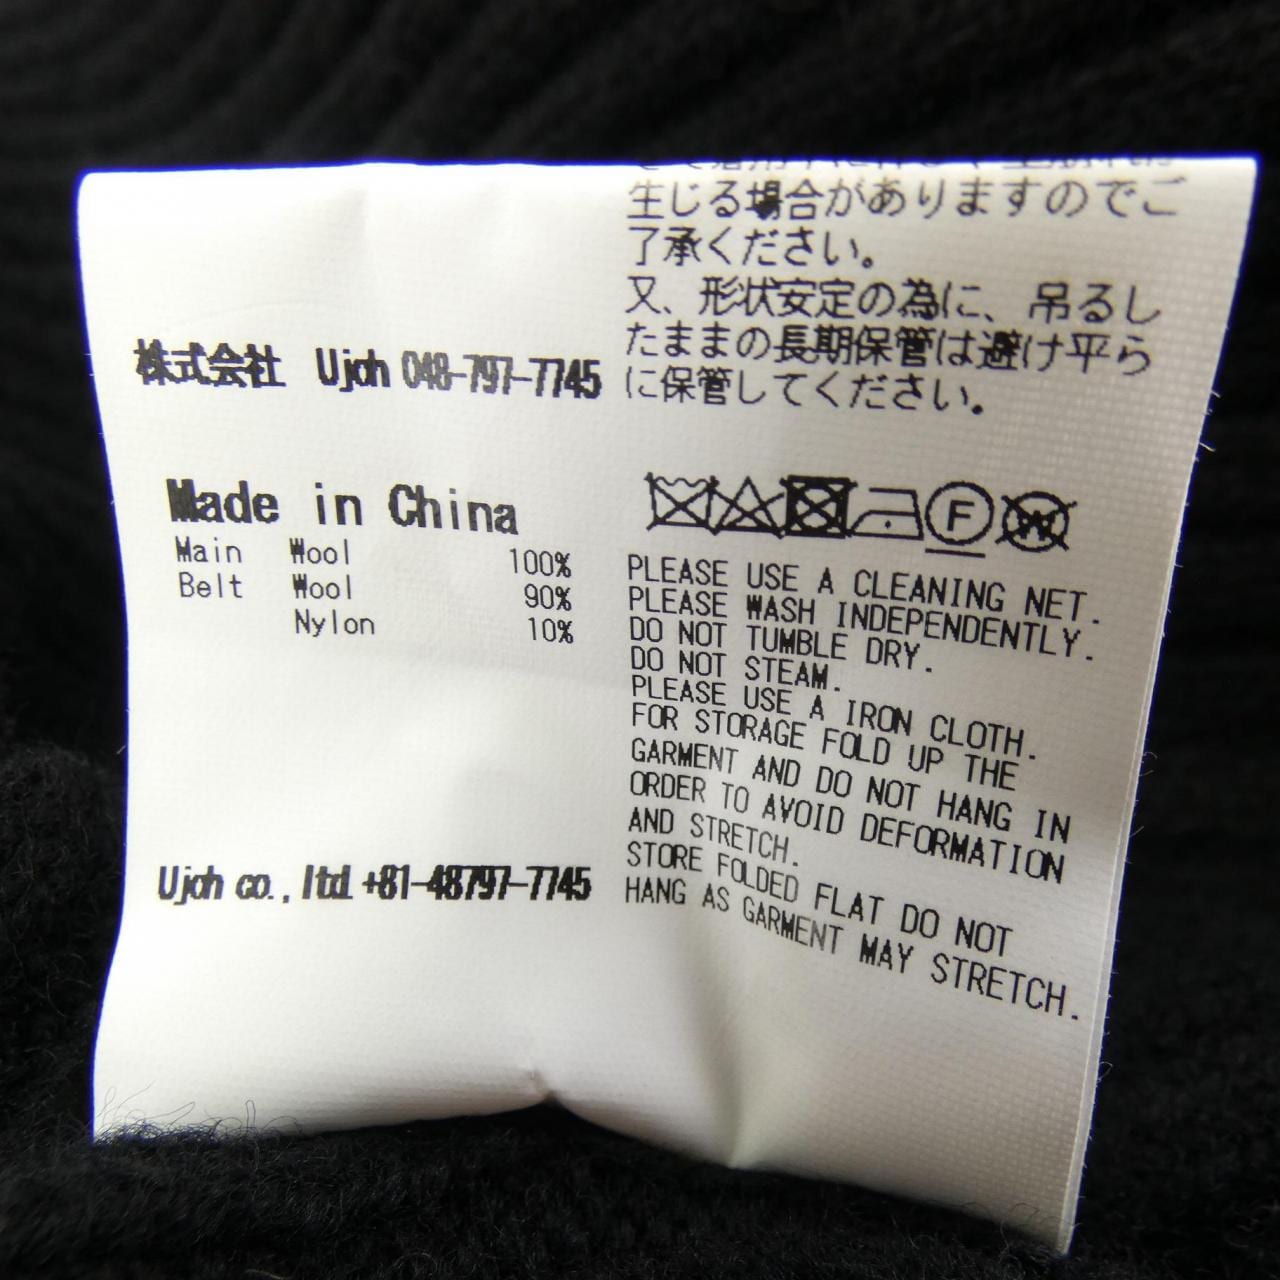 生じる場合がありますのでご
了承ください。
又、形状安定の為に、吊るし
たままの長期保管は避け平ら
に保管してください。
株式会社 Ujoh 048-797-7745
Made in China
Main Wool 100%
Belt Wool 90%
Nylon 10%
Ujoh co., ltd. +81-48797-7745
F
W
PLEASE USE A CLEANING NET.
PLEASE WASH INDEPENDENTLY.
DO NOT TUMBLE DRY.
DO NOT STEAM.
PLEASE USE A IRON CLOTH.
FOR STORAGE FOLD UP THE
GARMENT AND DO NOT HANG IN
ORDER TO AVOID DEFORMATION
AND STRETCH.
STORE FOLDED FLAT DO NOT
HANG AS GARMENT MAY STRETCH.